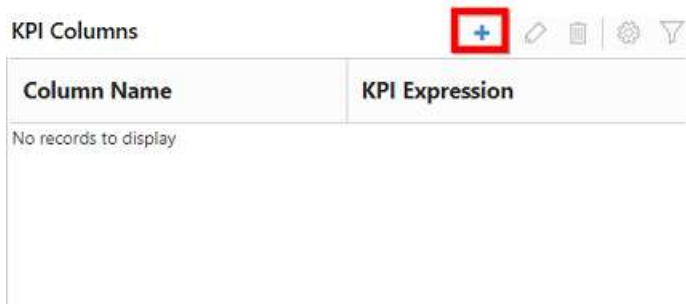 KPI Columns
Column Name KPI Expression
No records to display